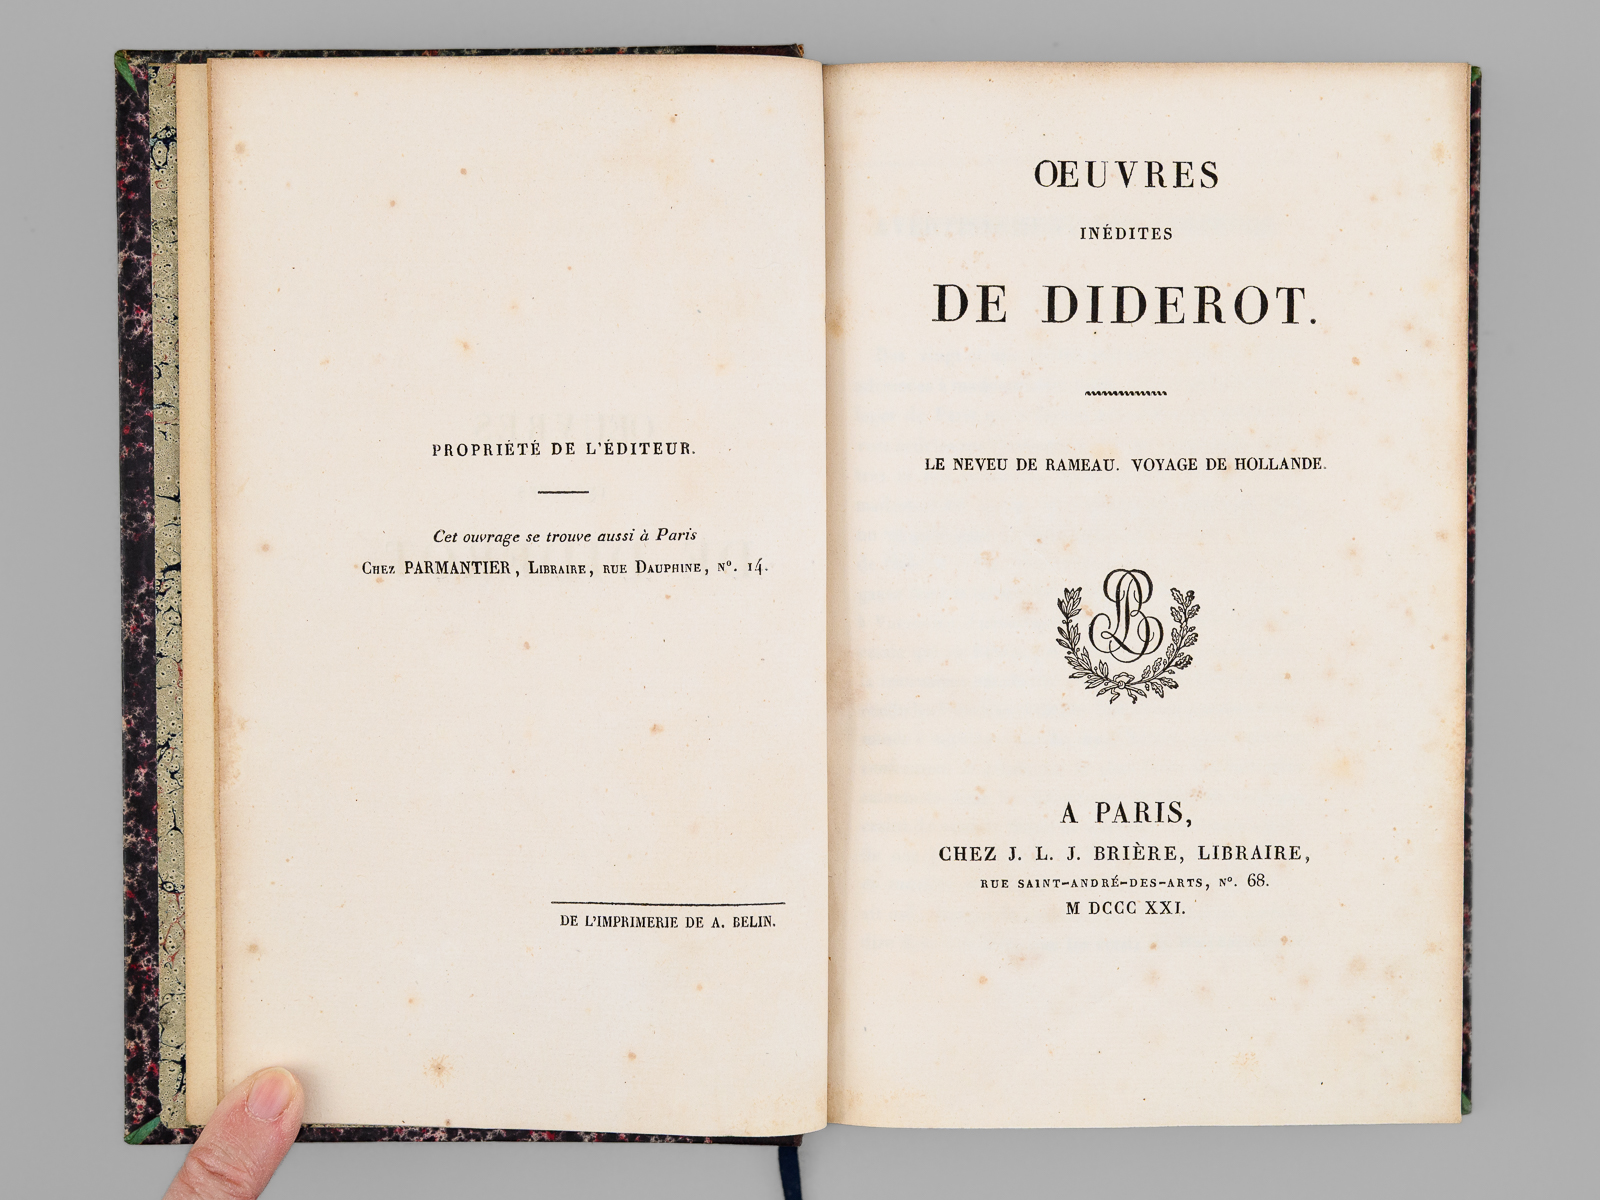 PROPRIÉTÉ DE L'ÉDITEUR.
Cet ouvrage se trouve aussi à Paris
Chez PARMANTIER, Libraire, rue Dauphine, n°. 14.
DE L'IMPRIMERIE DE A. BELIN.
OEUVRES
INÉDITES
DE DIDEROT.
LE NEVEU DE RAMEAU. VOYAGE DE HOLLANDE.
A PARIS,
CHEZ J. L. J. BRIÈRE, LIBRAIRE,
RUE SAINT-ANDRÉ-DES-ARTS, N°. 68.
M DCCC XXI.